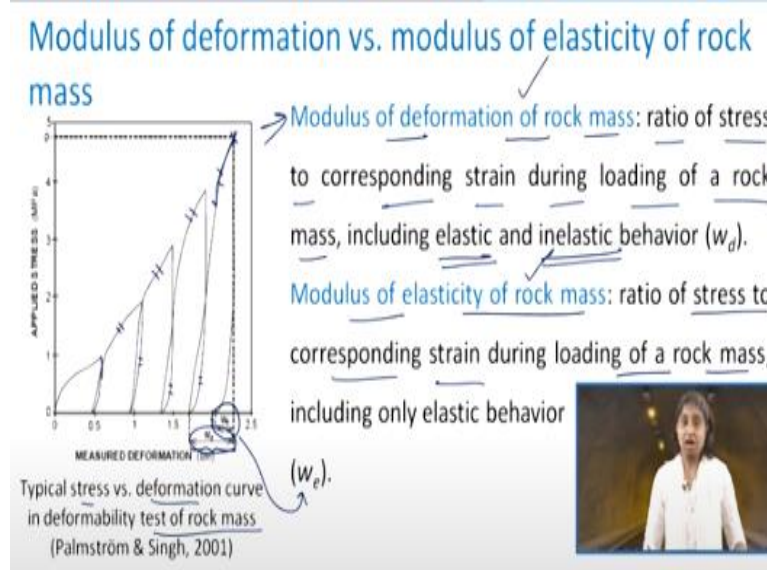 Modulus of deformation vs. modulus of elasticity of rock
mass
Modulus of deformation of rock mass: ratio of stress
to corresponding strain during loading of a rock
mass, including elastic and inelastic behavior (wd).
Modulus of elasticity of rock mass: ratio of stress to
corresponding strain during loading of a rock mass,
including only elastic behavior
(we).
APPLIED STRESS (MPa)
5
p
4
3
2
1
0
0 0.5 1 1.5 2.5
we
wd
MEASURED DEFORMATION
Typical stress vs. deformation curve
in deformability test of rock mass
(Palmström & Singh, 2001)